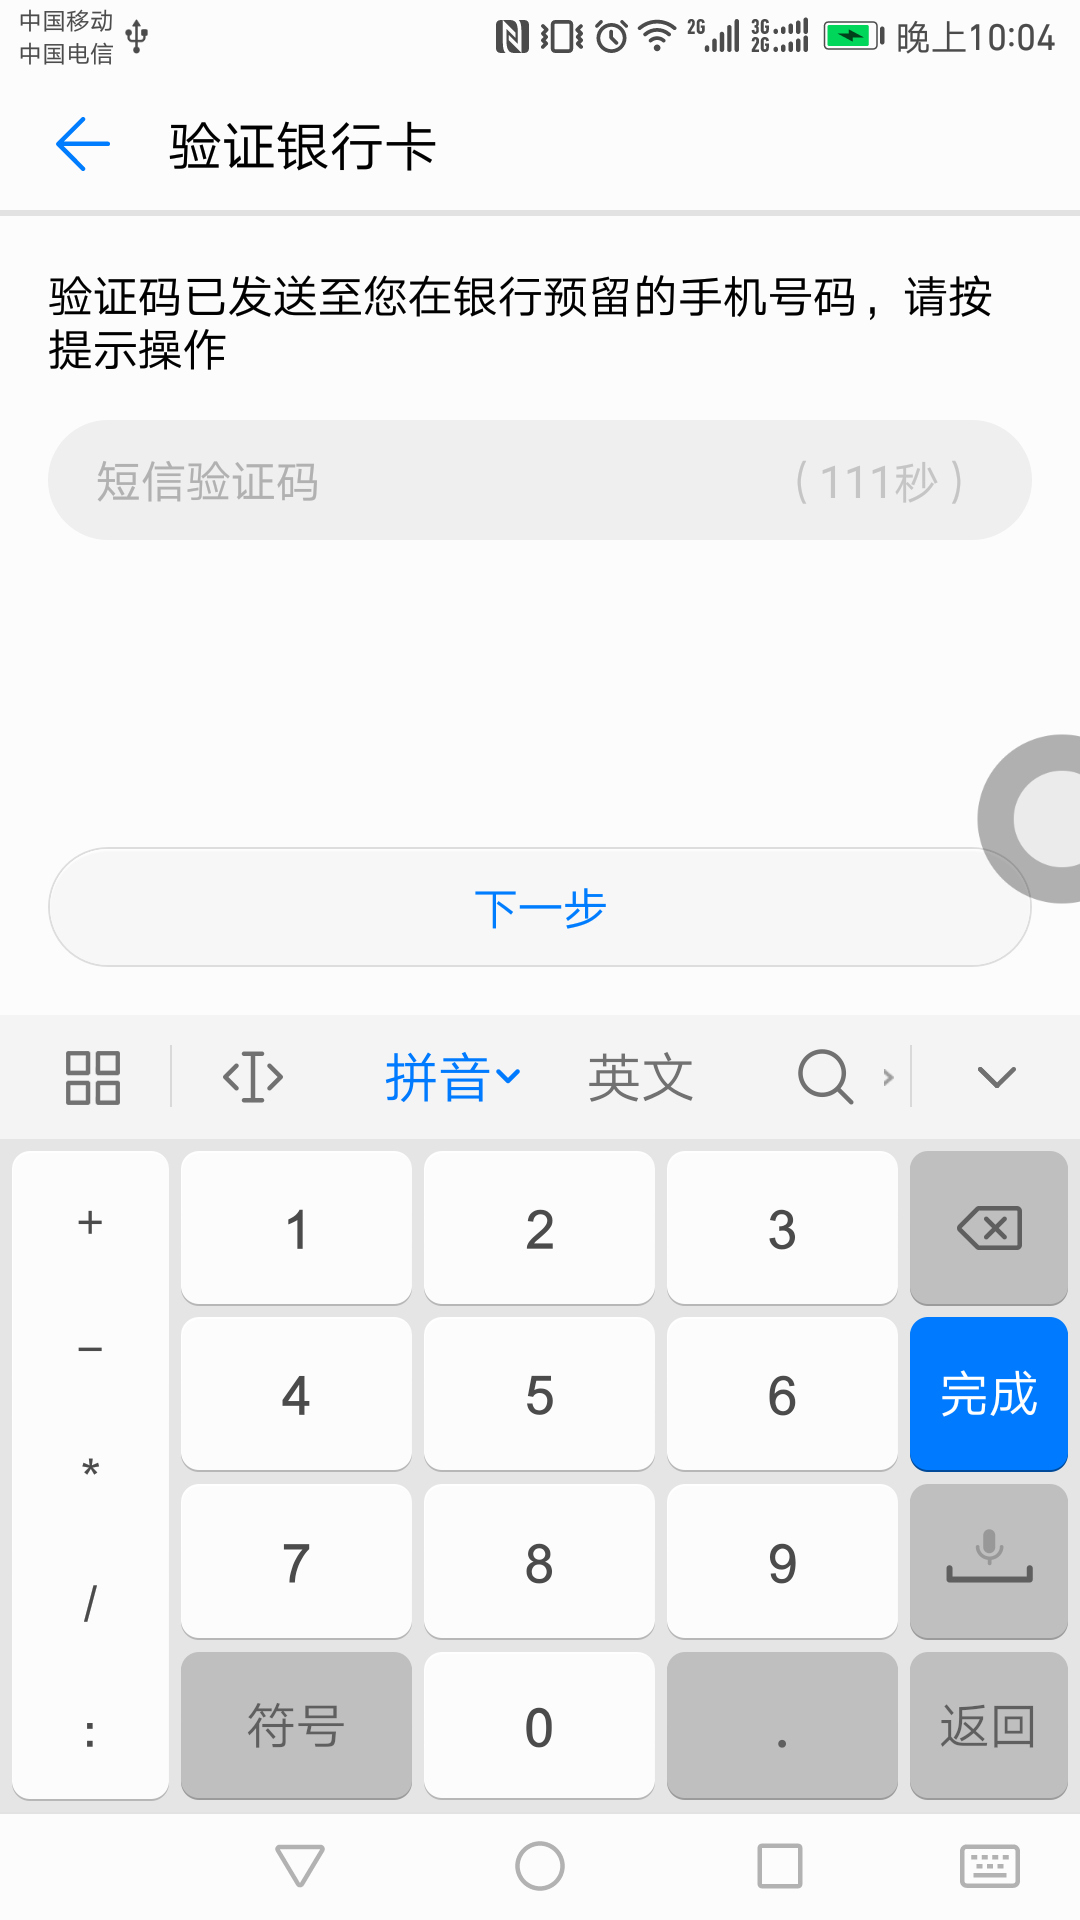 中国移动
中国电信
2G
3G
2G
晚上10:04
验证银行卡
验证码已发送至您在银行预留的手机号码，请按
提示操作
短信验证码 （111秒）
下一步
拼音 英文
+ 1 2 3
− 4 5 6 完成
*
7 8 9
/
: 符号 0 . 返回